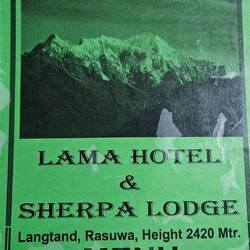 LAMA HOTEL
&
SHERPA LODGE
Langtand, Rasuwa, Height 2420 Mtr.